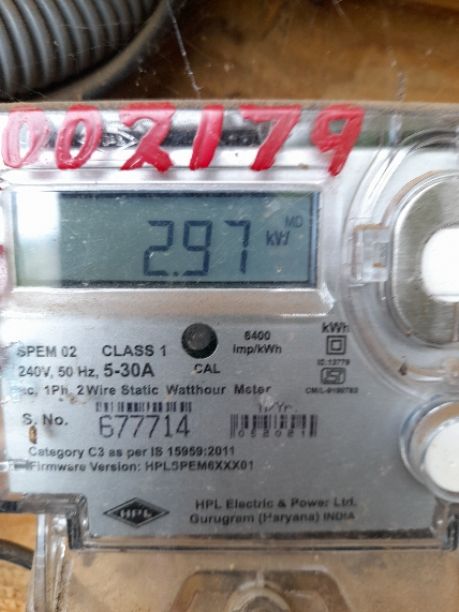 002179
MD
2.97 kW
SPEM 02 CLASS 1 6400 imp/kWh kWh
240V, 50 Hz, 5-30A CAL
1Ph, 2Wire Static Watthour Meter
S. No. 677714
Category C3 as per IS 15959:2011
Firmware Version: HPLSPEM6XXX01
HPL
HPL Electric & Power Ltd.
Gurugram (Haryana) INDIA